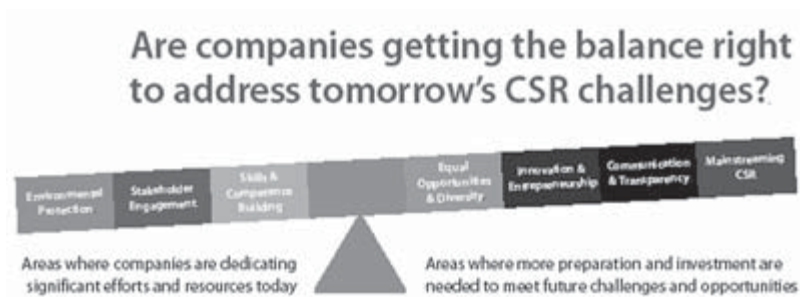 Are companies getting the balance right
to address tomorrow's CSR challenges?
Environmental
Protection
Stakeholder
Engagement
Skills &
Competence
Building
Equal
Opportunities
& Diversity
Innovation &
Entrepreneurship
Communication
& Transparency
Mainstreaming
CSR
Areas where companies are dedicating
significant efforts and resources today
Areas where more preparation and investment are
needed to meet future challenges and opportunities